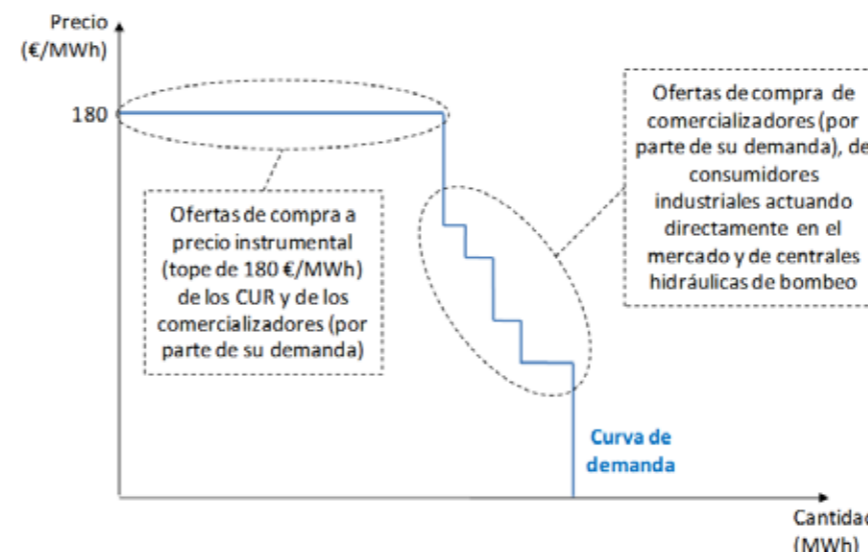 Precio
(€/MWh)
180
Ofertas de compra a
precio instrumental
(tope de 180 €/MWh)
de los CUR y de los
comercializadores (por
parte de su demanda)
Ofertas de compra de
comercializadores (por
parte de su demanda), de
consumidores
industriales actuando
directamente en el
mercado y de centrales
hidráulicas de bombeo
Curva de
demanda
Cantidad
(MWh)